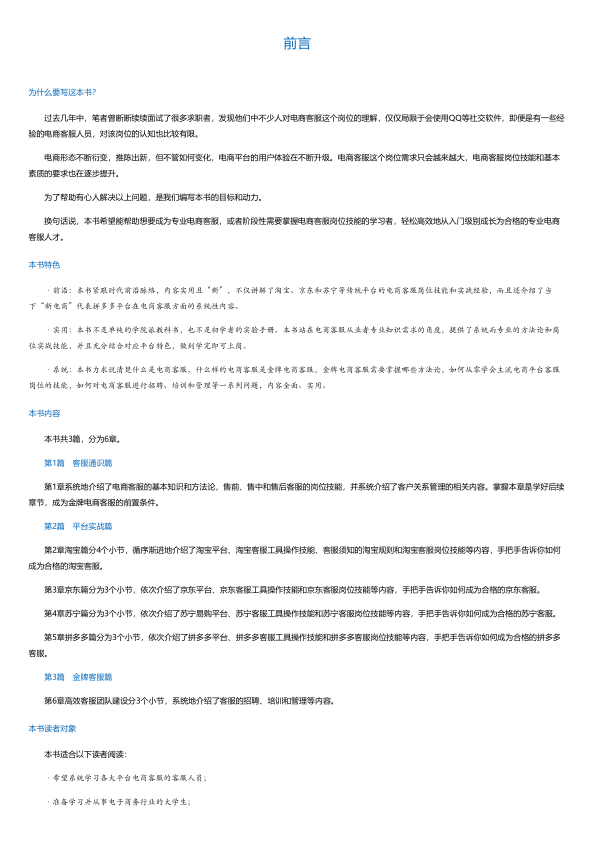 前言
为什么要写这本书?
过去几年中，笔者曾断断续续面试了很多求职者，发现他们中不少人对电商客服这个岗位的理解，仅仅局限于会使用QQ等社交软件，即便是有一些经
验的电商客服人员，对该岗位的认知也比较有限。
电商形态不断衍变，推陈出新，但不管如何变化，电商平台的用户体验在不断升级。电商客服这个岗位需求只会越来越大，电商客服岗位技能和基本
素质的要求也在逐步提升。
为了帮助有心人解决以上问题，是我们编写本书的目标和动力。
换句话说，本书希望能帮助想要成为专业电商客服，或者阶段性需要掌握电商客服岗位技能的学习者，轻松高效地从入门级别成长为合格的专业电商
客服人才。
本书特色
·前沿：本书紧跟时代前沿脉络，内容实用且“新”，不仅讲解了淘宝、京东和苏宁等传统平台的电商客服岗位技能和实战经验，而且还介绍了当
下“新电商”代表拼多多平台在电商客服方面的系统性内容。
·实用：本书不是单纯的学院派教科书，也不是初学者的实验手册。本书站在电商客服从业者专业知识需求的角度，提供了系统而专业的方法论和岗
位实战技能，并且充分结合对应平台特色，做到学完即可上岗。
·系统：本书力求说清楚什么是电商客服，什么样的电商客服是金牌电商客服，金牌电商客服需要掌握哪些方法论，如何从零学会主流电商平台客服
岗位的技能，如何对电商客服进行招聘、培训和管理等一系列问题，内容全面、实用。
本书内容
本书共3篇，分为6章。
第1篇　客服通识篇
第1章系统地介绍了电商客服的基本知识和方法论，售前、售中和售后客服的岗位技能，并系统介绍了客户关系管理的相关内容。掌握本章是学好后续
章节，成为金牌电商客服的前置条件。
第2篇　平台实战篇
第2章淘宝篇分4个小节，循序渐进地介绍了淘宝平台、淘宝客服工具操作技能、客服须知的淘宝规则和淘宝客服岗位技能等内容，手把手告诉你如何
成为合格的淘宝客服。
第3章京东篇分为3个小节，依次介绍了京东平台、京东客服工具操作技能和京东客服岗位技能等内容，手把手告诉你如何成为合格的京东客服。
第4章苏宁篇分为3个小节，依次介绍了苏宁易购平台、苏宁客服工具操作技能和苏宁客服岗位技能等内容，手把手告诉你如何成为合格的苏宁客服。
第5章拼多多篇分为3个小节，依次介绍了拼多多平台、拼多多客服工具操作技能和拼多多客服岗位技能等内容，手把手告诉你如何成为合格的拼多多
客服。
第3篇　金牌客服篇
第6章高效客服团队建设分3个小节，系统地介绍了客服的招聘、培训和管理等内容。
本书读者对象
本书适合以下读者阅读：
·希望系统学习各大平台电商客服的客服人员；
·准备学习并从事电子商务行业的大学生；